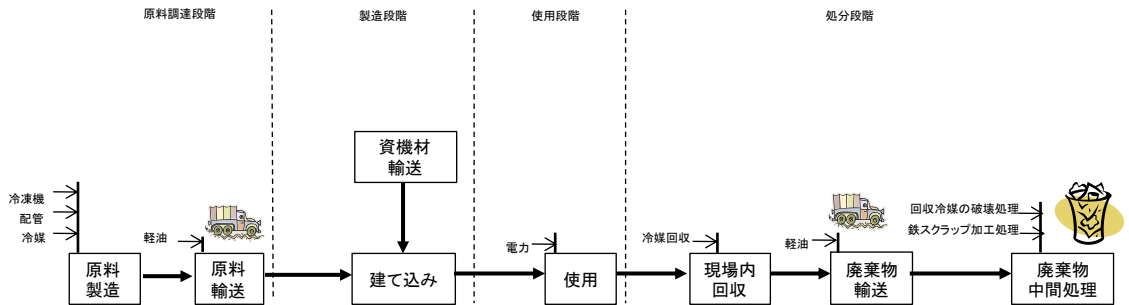 原料調達段階
製造段階
使用段階
処分段階
資機材
輸送
冷凍機
配管
冷媒
軽油
電力
冷媒回収
軽油
回収冷媒の破壊処理
鉄スクラップ加工処理
原料
製造
原料
輸送
建て込み
使用
現場内
回収
廃棄物
輸送
廃棄物
中間処理